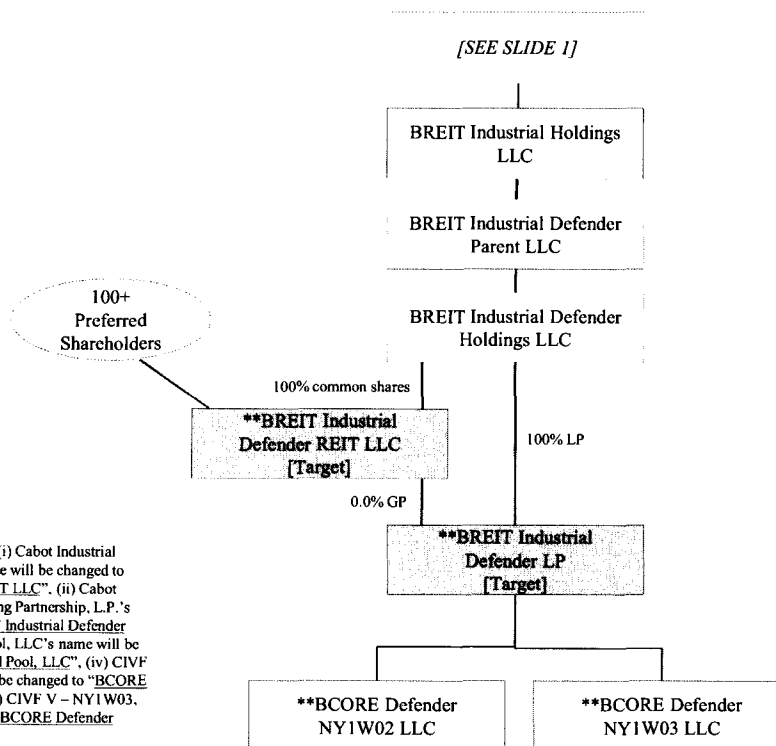 [SEE SLIDE 1]
BREIT Industrial Holdings
LLC
BREIT Industrial Defender
Parent LLC
100+
Preferred
Shareholders
BREIT Industrial Defender
Holdings LLC
100% common shares
**BREIT Industrial
Defender REIT LLC
[Target]
100% LP
0.0% GP
**BREIT Industrial
Defender LP
[Target]
(i) Cabot Industrial
e will be changed to
T LLC", (ii) Cabot
ng Partnership, L.P.'s
Industrial Defender
ol, LLC's name will be
l Pool, LLC", (iv) CIVF
be changed to "BCORE
) CIVF V – NY1W03,
BCORE Defender
**BCORE Defender
NY1W02 LLC
**BCORE Defender
NY1W03 LLC